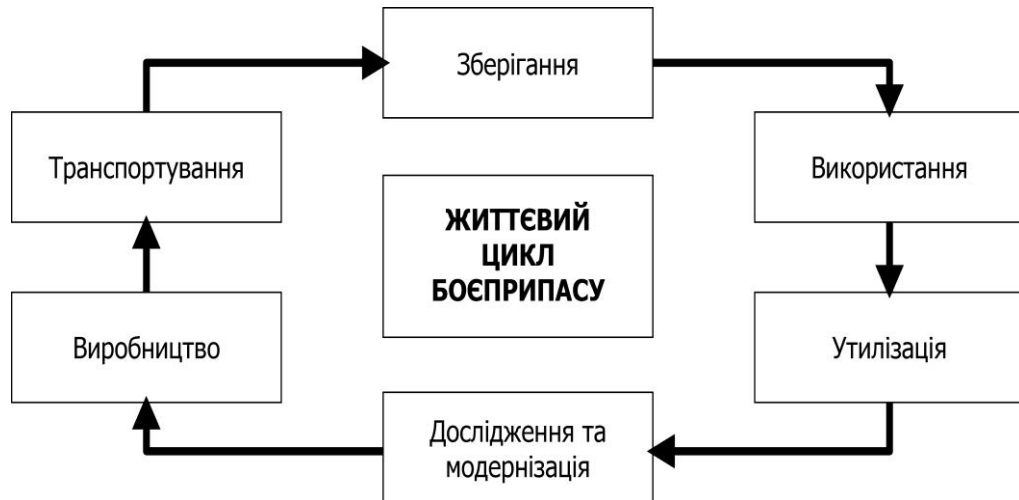 Зберігання
Транспортування
Використання
ЖИТТЄВИЙ
ЦИКЛ
БОЄПРИПАСУ
Виробництво
Утилізація
Дослідження та
модернізація